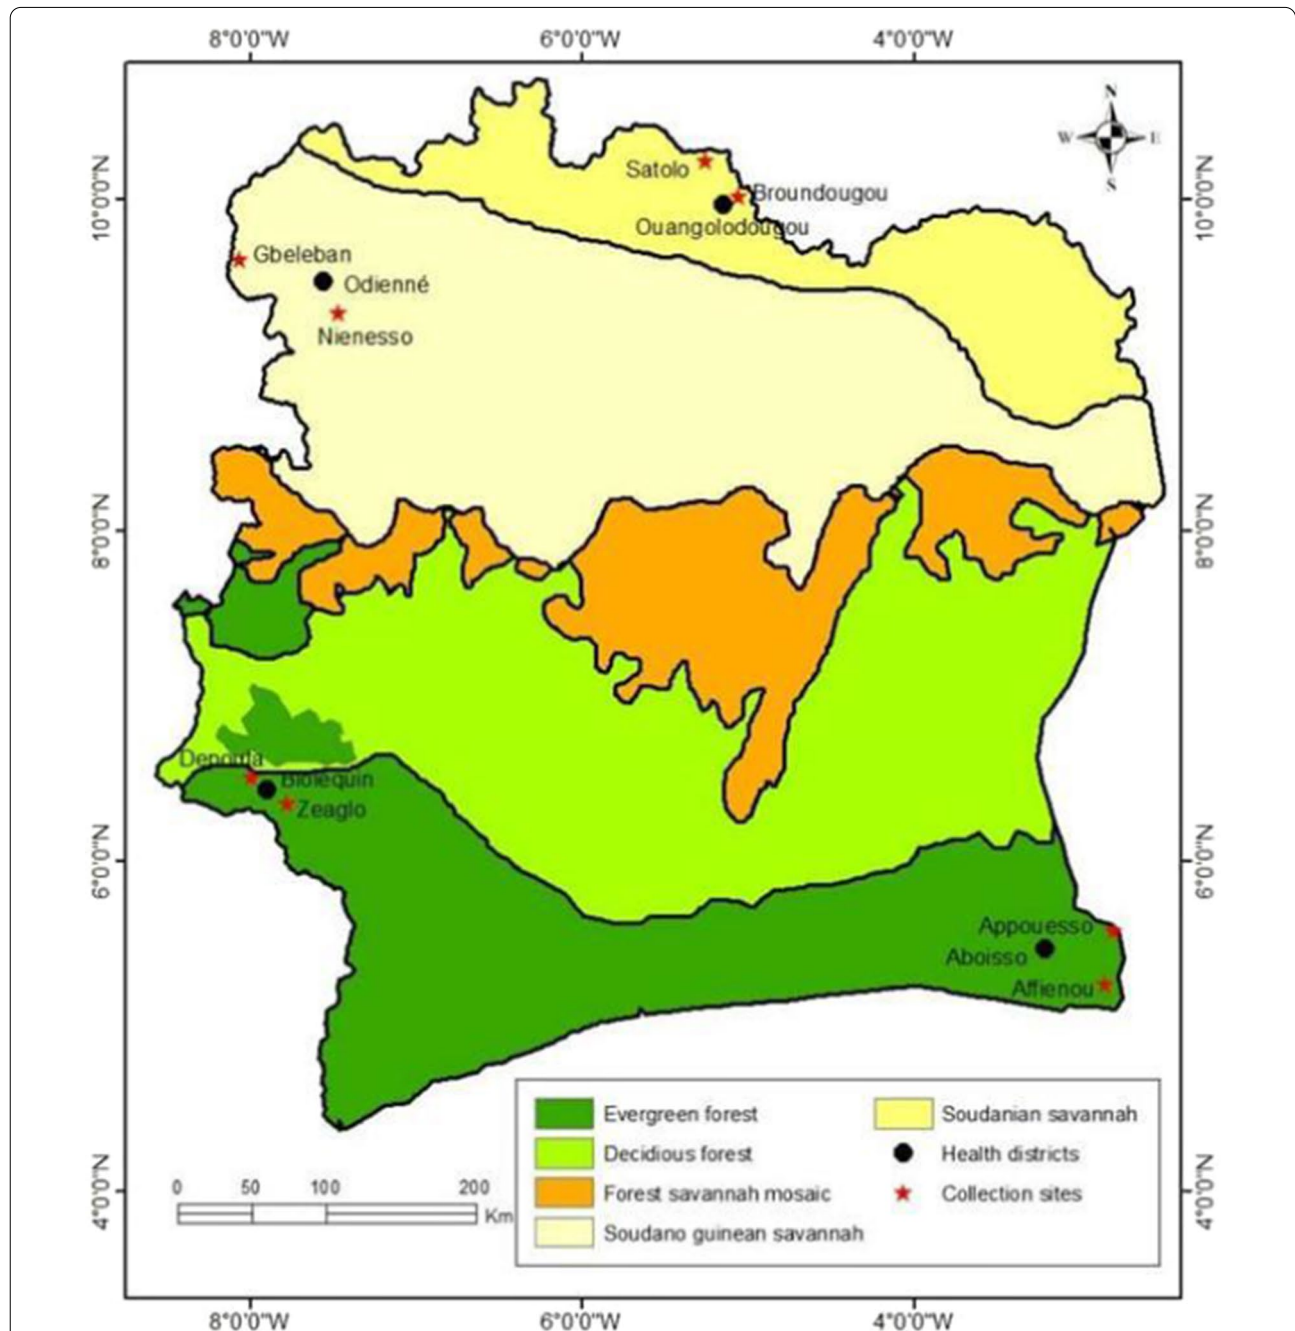 8°0'0"W 6°0'0"W 4°0'0"W
N
W E
S
10°0'0"N 10°0'0"N
Satolo
Broundougou
Ouangolodougou
Gbeleban
Odienné
Nienesso
8°0'0"N 8°0'0"N
Depoula
Blolequin
Zeaglo
6°0'0"N 6°0'0"N
Appouesso
Aboisso
Affienou
Evergreen forest
Decidious forest
Forest savannah mosaic
Soudano guinean savannah
Soudanian savannah
Health districts
Collection sites
4°0'0"N 4°0'0"N
0 50 100 200
Km
8°0'0"W 6°0'0"W 4°0'0"W